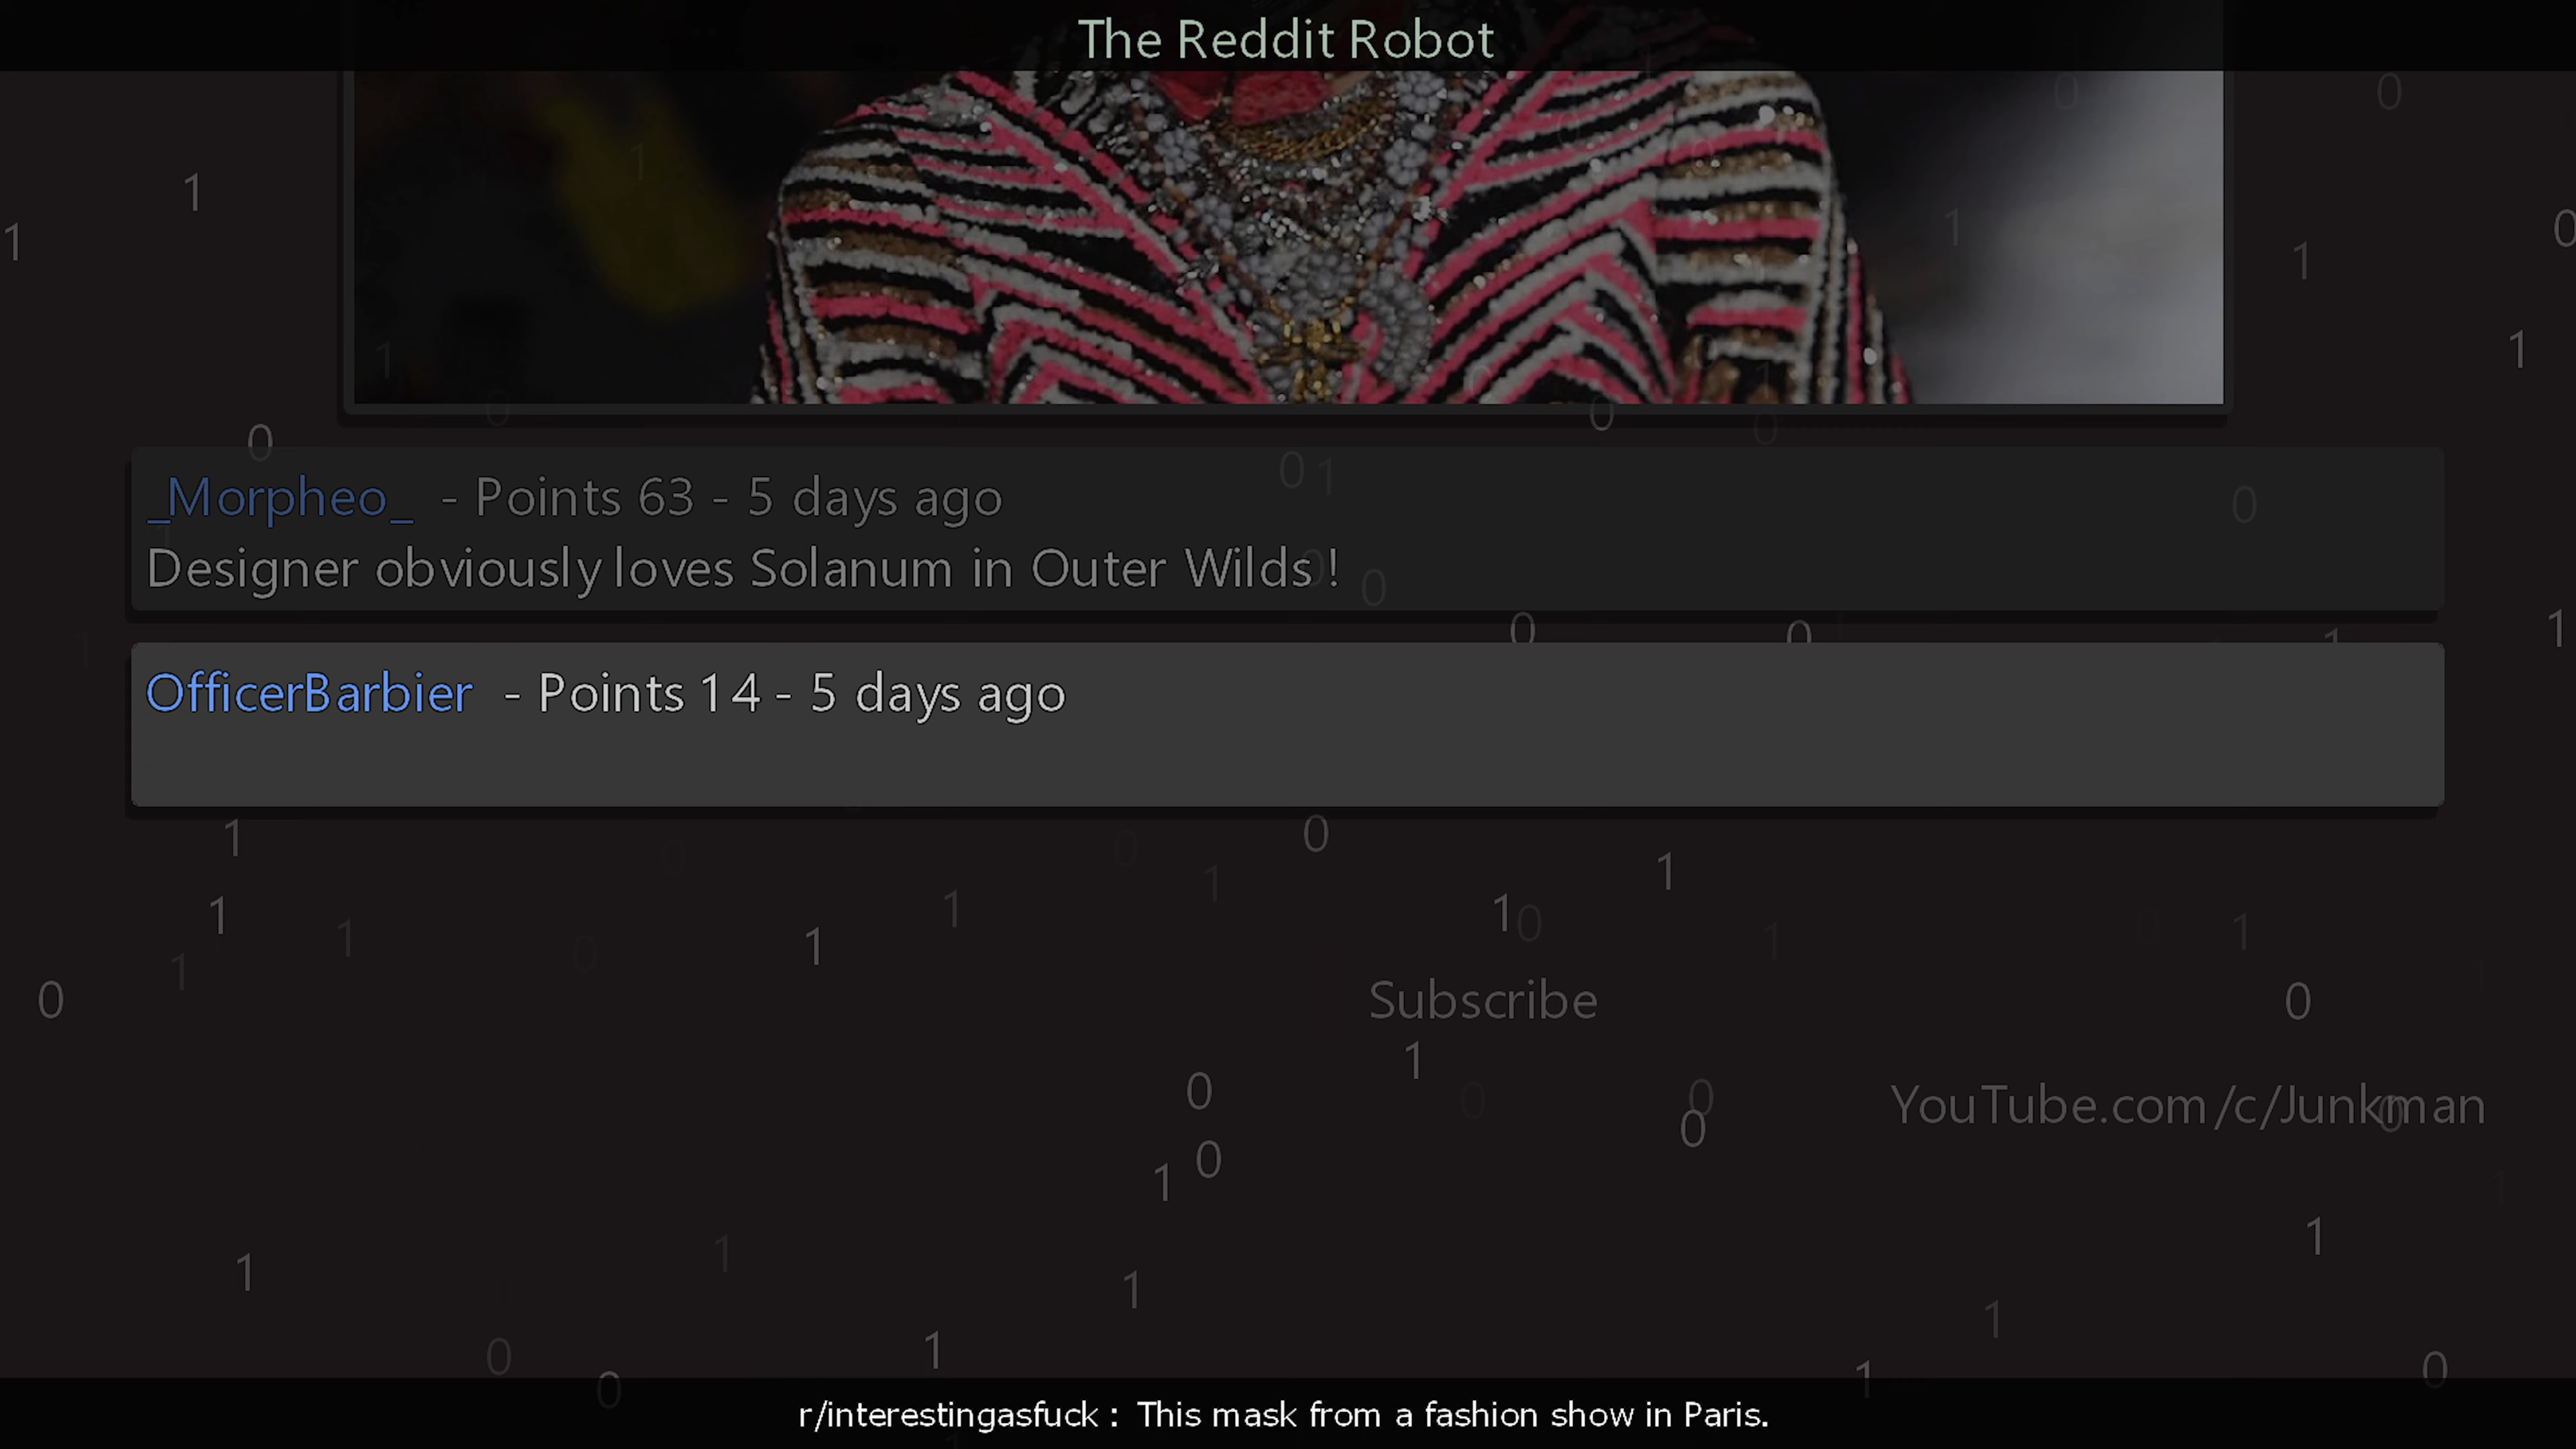 The Reddit Robot
_Morpheo_ - Points 63 - 5 days ago
Designer obviously loves Solanum in Outer Wilds !
OfficerBarbier - Points 14 - 5 days ago
Subscribe
YouTube.com/c/Junkman
r/interestingasfuck : This mask from a fashion show in Paris.